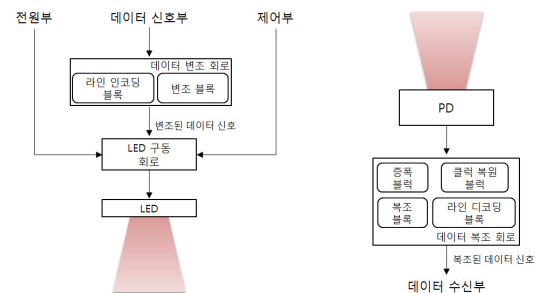 전원부
데이터 신호부
제어부
데이터 변조 회로
라인 인코딩
블록
변조 블록
변조된 데이터 신호
LED 구동
회로
LED
PD
증폭
블럭
클럭 복원
블럭
복조
블록
라인 디코딩
블록
데이터 복조 회로
복조된 데이터 신호
데이터 수신부